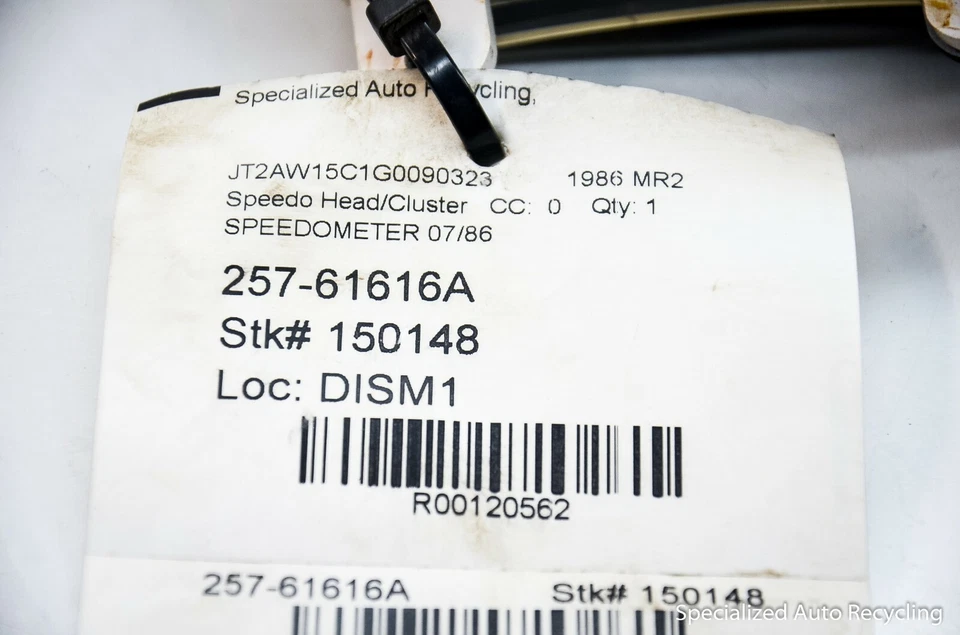 Specialized Auto cycling,
JT2AW15C1G0090323 1986 MR2
Speedo Head/Cluster CC: 0 Qty: 1
SPEEDOMETER 07/86
257-61616A
Stk# 150148
Loc: DISM1
R00120562
257-61616A Stk# 150148
Specialized Auto Recycling